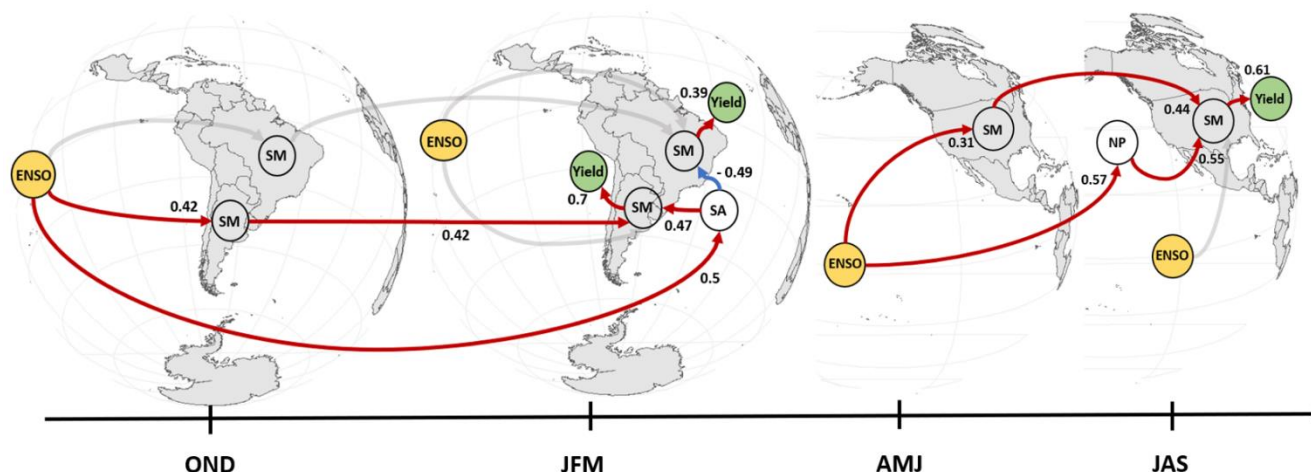 ENSO
SM
0.42
SM
0.42
ENSO
Yield
0.39
SM
Yield
0.7
SM
0.47
- 0.49
SA
0.5
ENSO
0.31
SM
NP
0.57
0.44
SM
0.55
0.61
Yield
ENSO
OND
JFM
AMJ
JAS